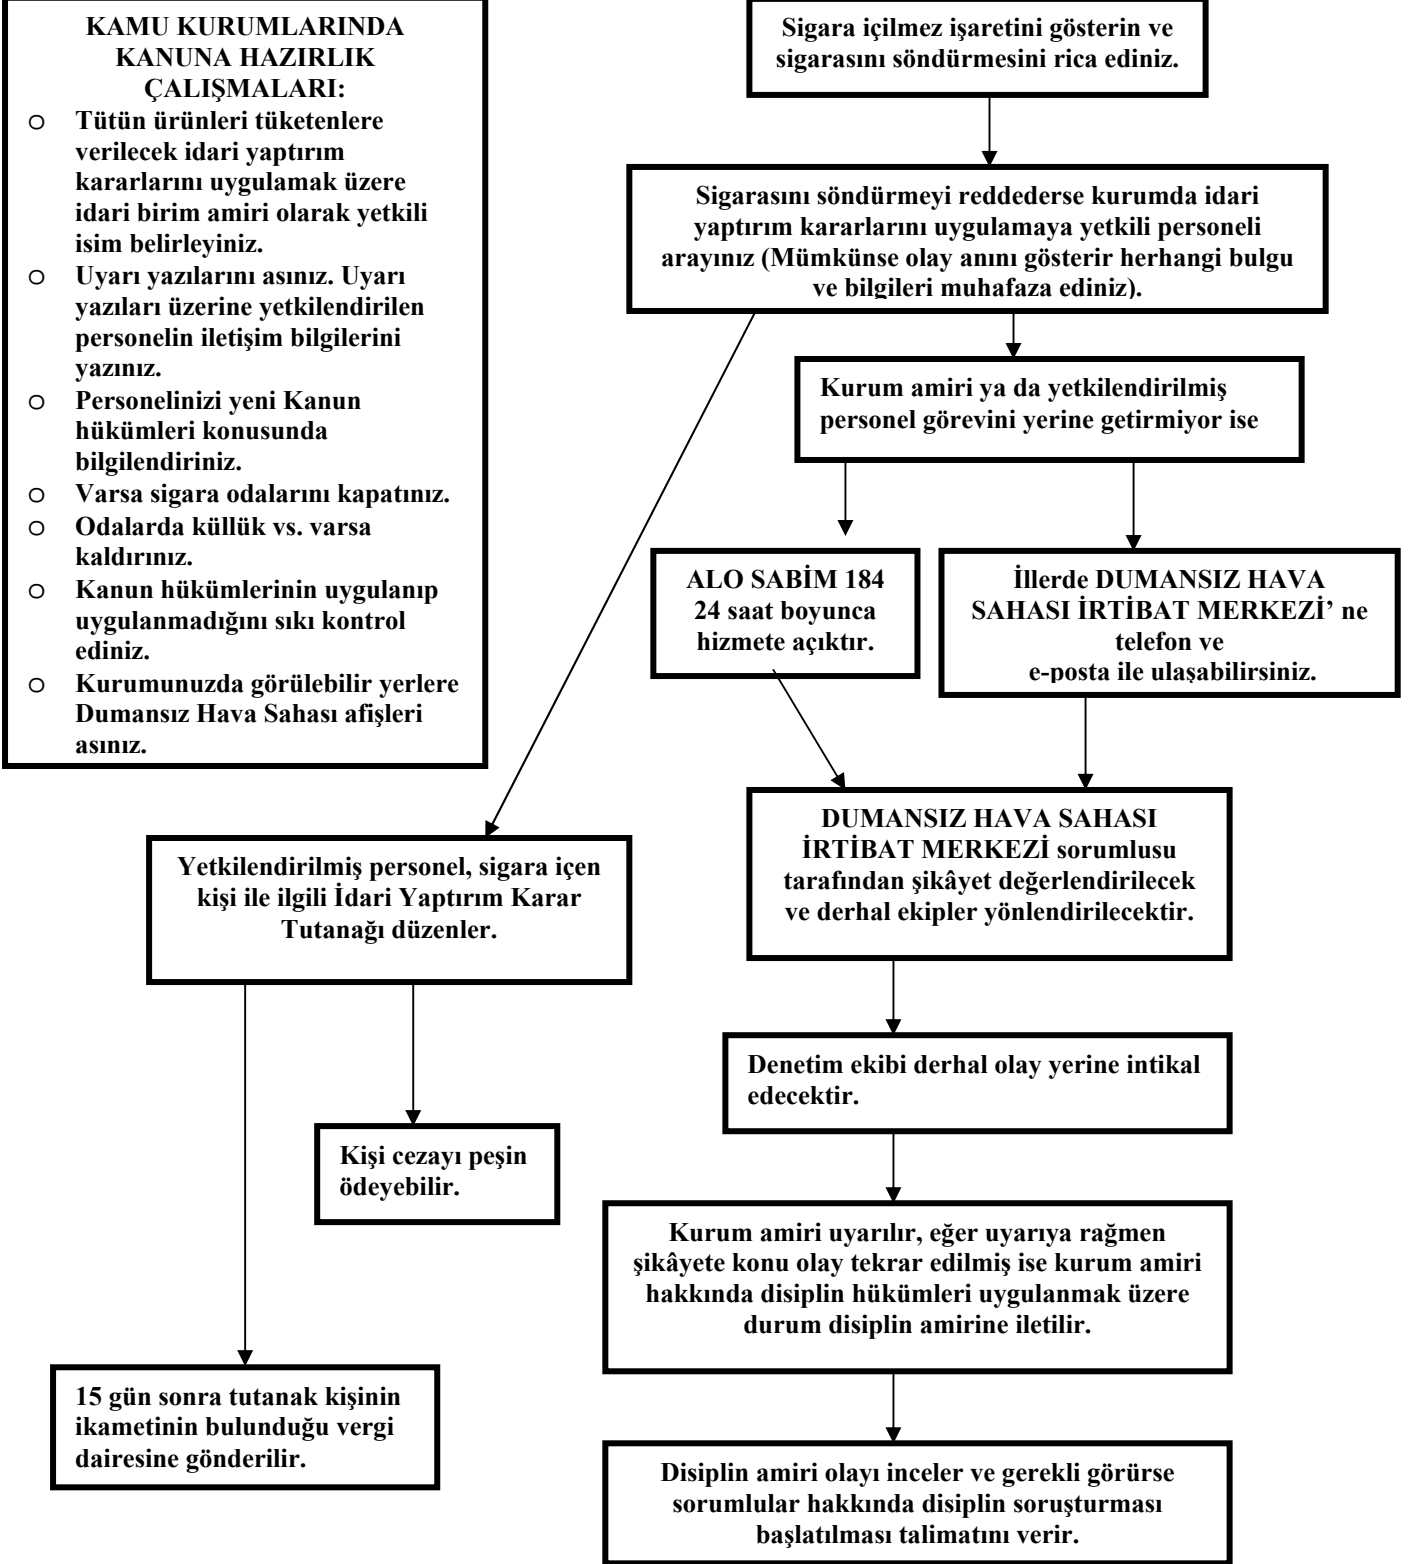 KAMU KURUMLARINDA
KANUNA HAZIRLIK
ÇALIŞMALARI:
o Tütün ürünleri tüketenlere
verilecek idari yaptırım
kararlarını uygulamak üzere
idari birim amiri olarak yetkili
isim belirleyiniz.
o Uyarı yazılarını asınız. Uyarı
yazıları üzerine yetkilendirilen
personelin iletişim bilgilerini
yazınız.
o Personelinizi yeni Kanun
hükümleri konusunda
bilgilendiriniz.
o Varsa sigara odalarını kapatınız.
o Odalarda küllük vs. varsa
kaldırınız.
o Kanun hükümlerinin uygulanıp
uygulanmadığını sıkı kontrol
ediniz.
o Kurumunuzda görülebilir yerlere
Dumansız Hava Sahası afişleri
asınız.
Sigara içilmez işaretini gösterin ve
sigarasını söndürmesini rica ediniz.
Sigarasını söndürmeyi reddederse kurumda idari
yaptırım kararlarını uygulamaya yetkili personeli
arayınız (Mümkünse olay anını gösterir herhangi bulgu
ve bilgileri muhafaza ediniz).
Kurum amiri ya da yetkilendirilmiş
personel görevini yerine getirmiyor ise
ALO SABİM 184
24 saat boyunca
hizmete açıktır.
İllerde DUMANSIZ HAVA
SAHASI İRTİBAT MERKEZİ’ ne
telefon ve
e-posta ile ulaşabilirsiniz.
DUMANSIZ HAVA SAHASI
İRTİBAT MERKEZİ sorumlusu
tarafından şikâyet değerlendirilecek
ve derhal ekipler yönlendirilecektir.
Yetkilendirilmiş personel, sigara içen
kişi ile ilgili İdari Yaptırım Karar
Tutanağı düzenler.
Denetim ekibi derhal olay yerine intikal
edecektir.
Kişi cezayı peşin
ödeyebilir.
Kurum amiri uyarılır, eğer uyarıya rağmen
şikâyete konu olay tekrar edilmiş ise kurum amiri
hakkında disiplin hükümleri uygulanmak üzere
durum disiplin amirine iletilir.
15 gün sonra tutanak kişinin
ikametinin bulunduğu vergi
dairesine gönderilir.
Disiplin amiri olayı inceler ve gerekli görürse
sorumlular hakkında disiplin soruşturması
başlatılması talimatını verir.